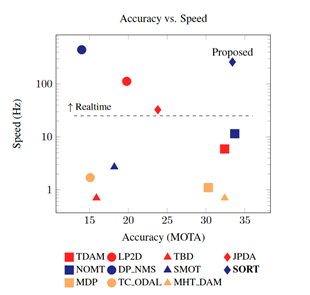 Accuracy vs. Speed
Proposed
100
↑ Realtime
10
1
Speed (Hz)
15 20 25 30 35
Accuracy (MOTA)
TDAM LP2D TBD JPDA
NOMT DP_NMS SMOT SORT
MDP TC_ODAL MHT_DAM